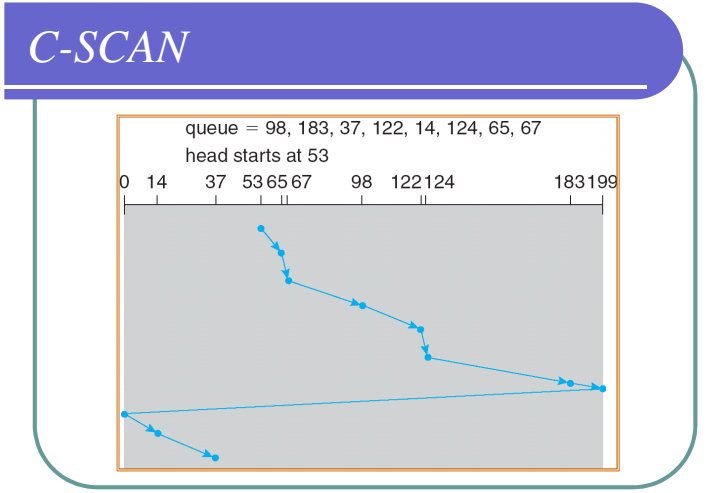 C-SCAN
queue = 98, 183, 37, 122, 14, 124, 65, 67
head starts at 53
0 14 37 53 65 67 98 122 124 183 199